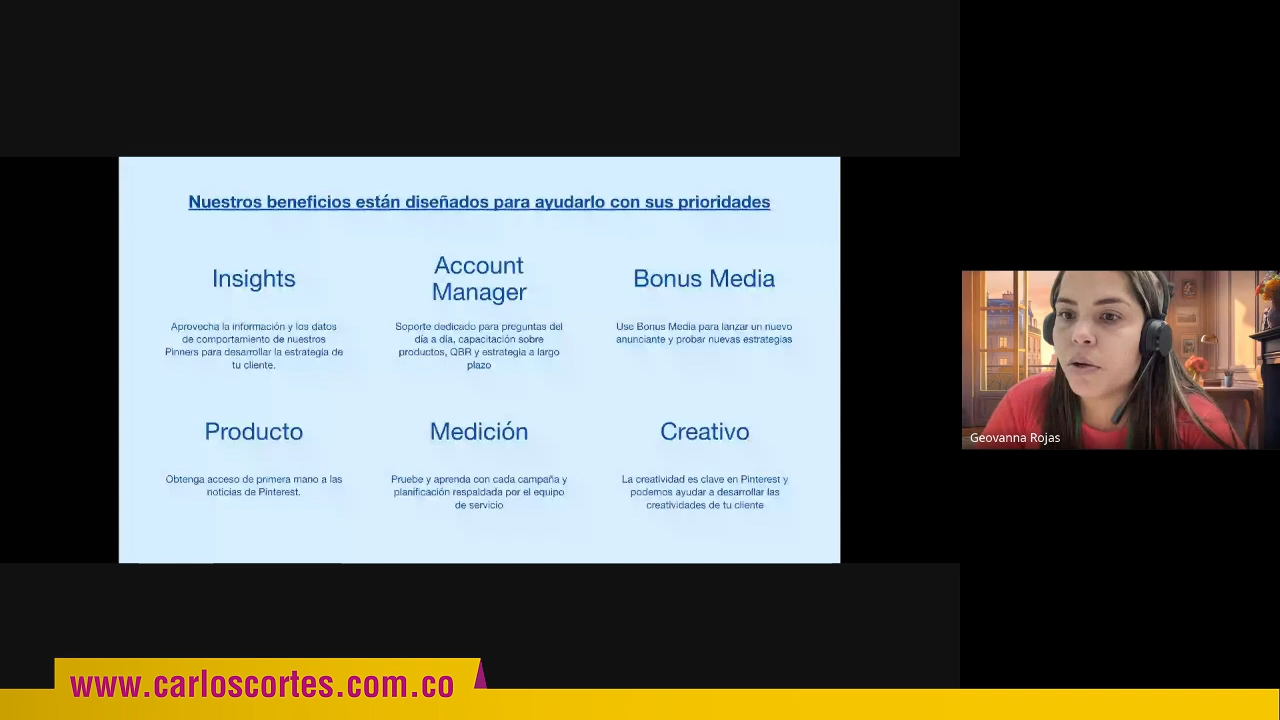 Nuestros beneficios están diseñados para ayudarlo con sus prioridades
Insights
Aprovecha la información y los datos
de comportamiento de nuestros
Pinners para desarrollar la estrategia de
tu cliente.
Account
Manager
Soporte dedicado para preguntas del
día a día, capacitación sobre
productos, QBR y estrategia a largo
plazo
Bonus Media
Use Bonus Media para lanzar un nuevo
anunciante y probar nuevas estrategias
Producto
Obtenga acceso de primera mano a las
noticias de Pinterest.
Medición
Pruebe y aprenda con cada campaña y
planificación respaldada por el equipo
de servicio
Creativo
La creatividad es clave en Pinterest y
podemos ayudar a desarrollar las
creatividades de tu cliente
Geovanna Rojas
www.carloscortes.com.co